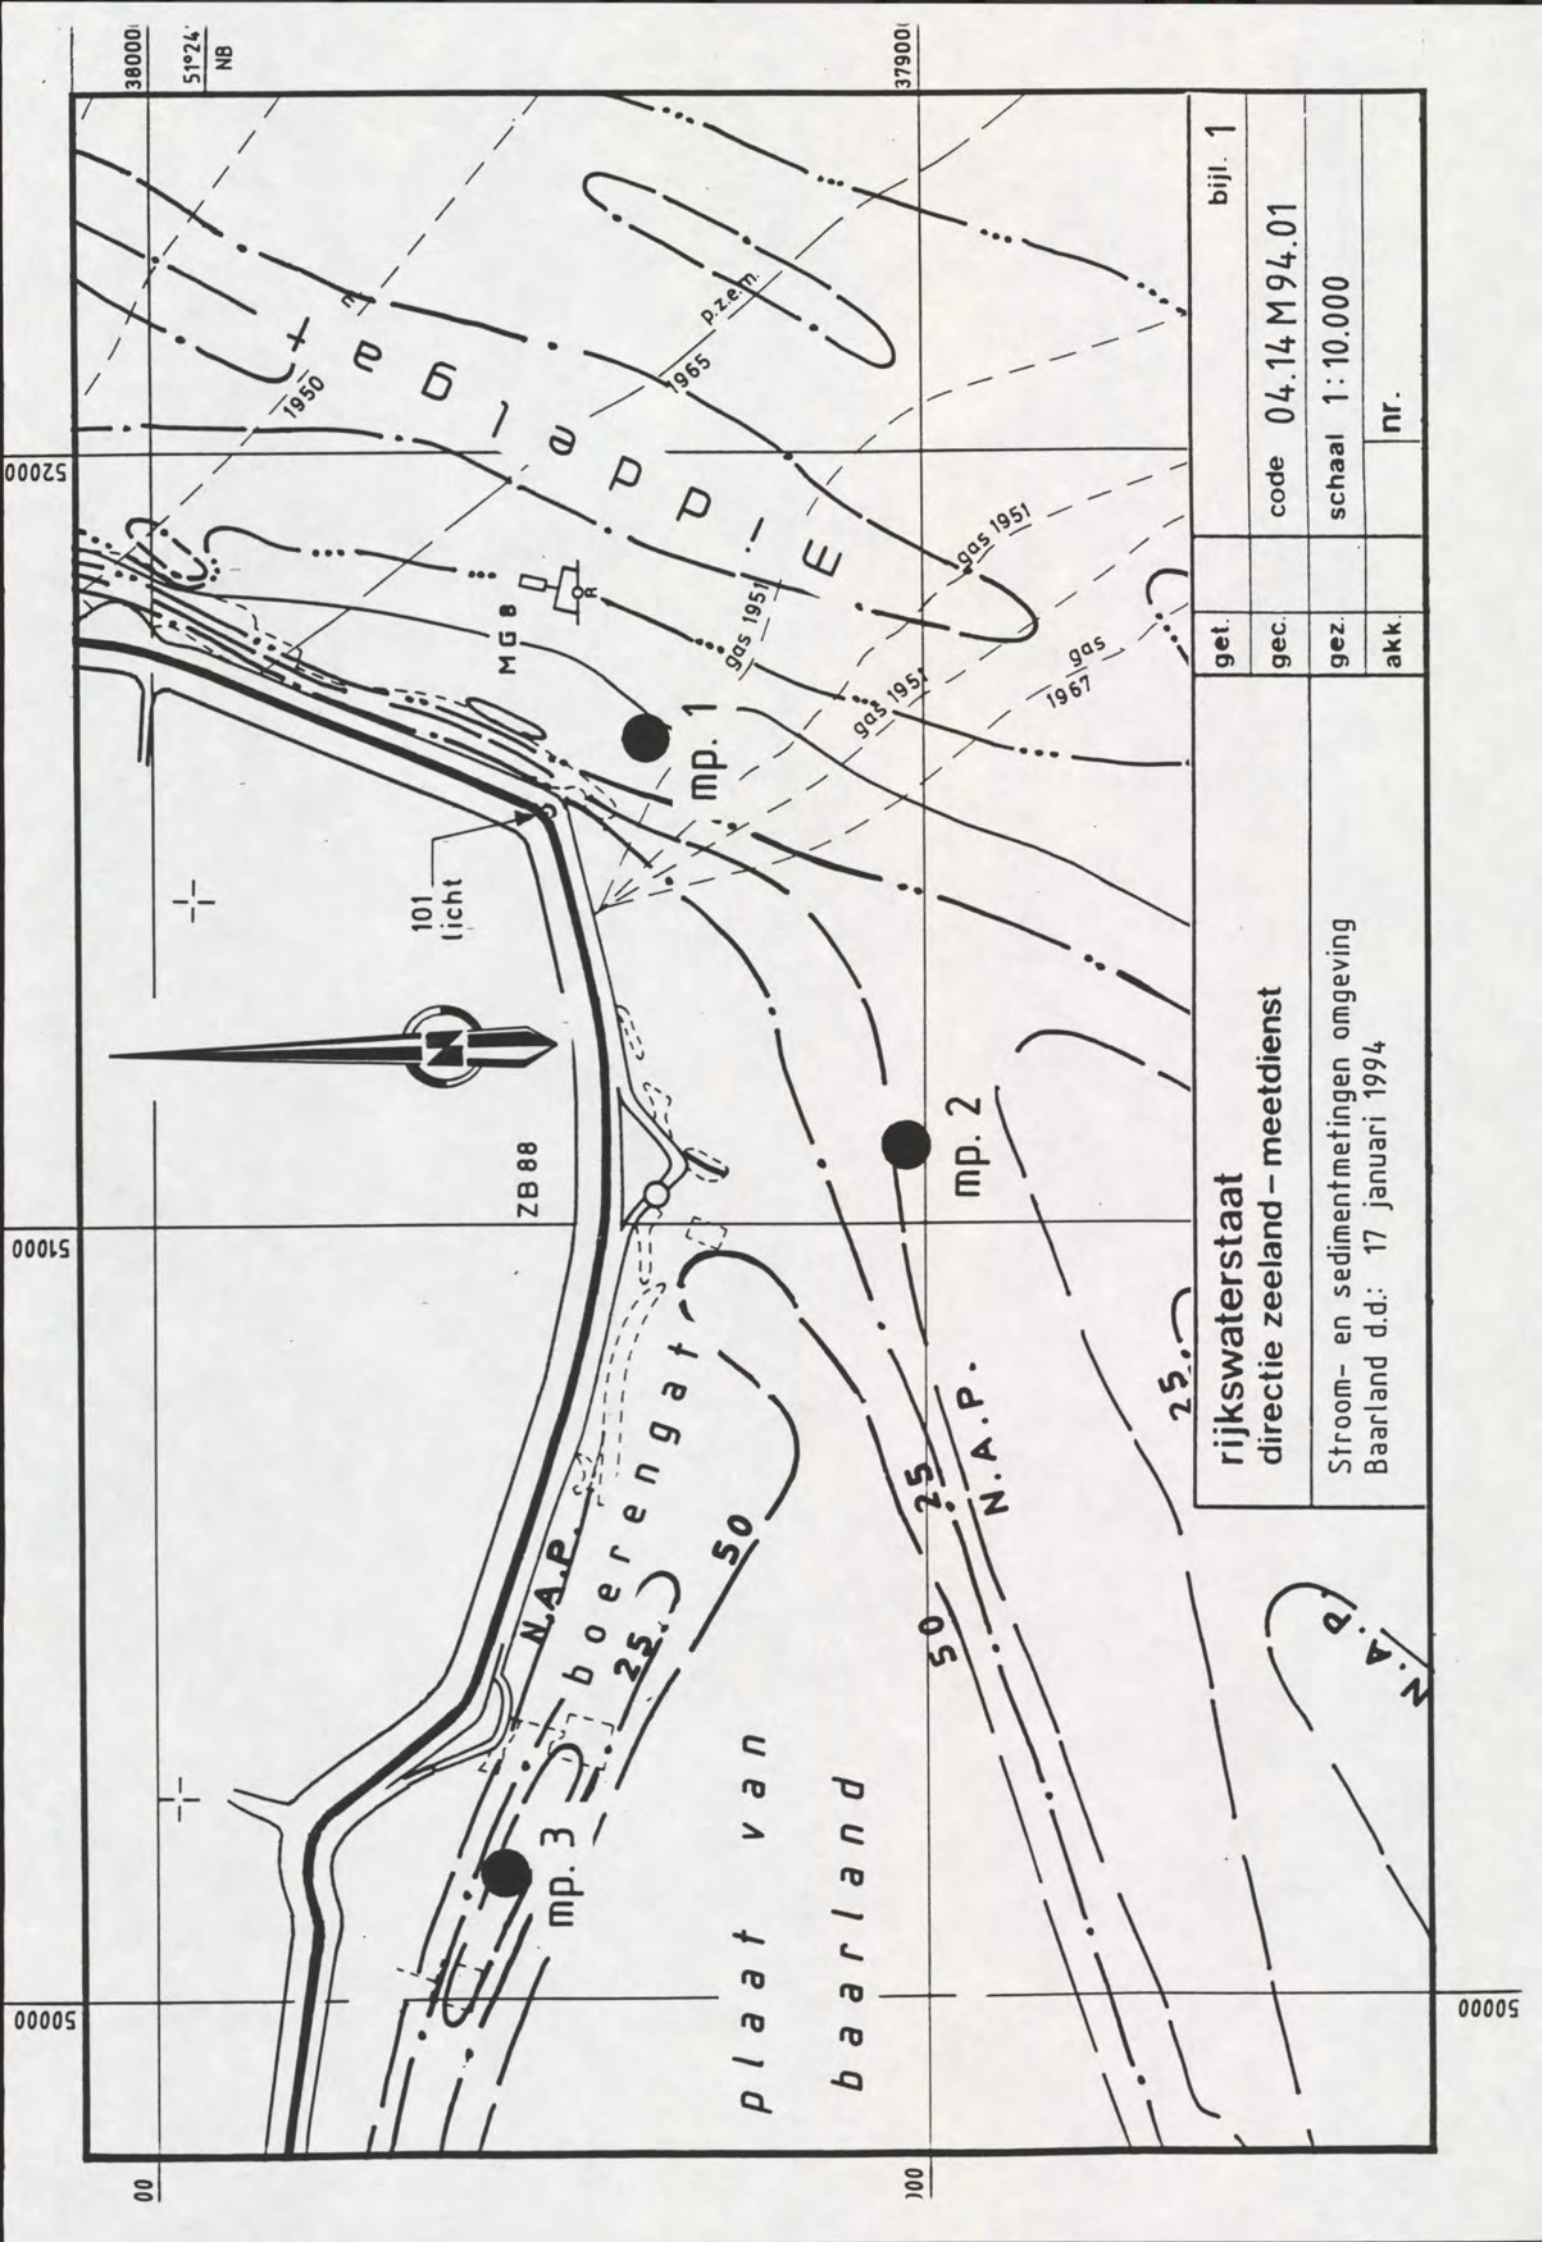 50000
51000
52000
38000
51°24'
NB
37900
00
00
50000
101
licht
N
ZB 88
MG 8
R
1950
m
1965
p.z.e.m.
gas 1951
gas 1951
gas 1951
gas
1967
Eldpelgat
mp. 1
mp. 2
mp. 3
N.A.P.
boerengat
25.
50
50
25
N.A.P.
25.
N.A.P.
plaat van
baarland
rijkswaterstaat
directie zeeland – meetdienst
Stroom- en sedimentmetingen omgeving
Baarland d.d.: 17 januari 1994
get.
gec.
gez.
akk.
bijl. 1
code 04.14 M 94.01
schaal 1:10.000
nr.